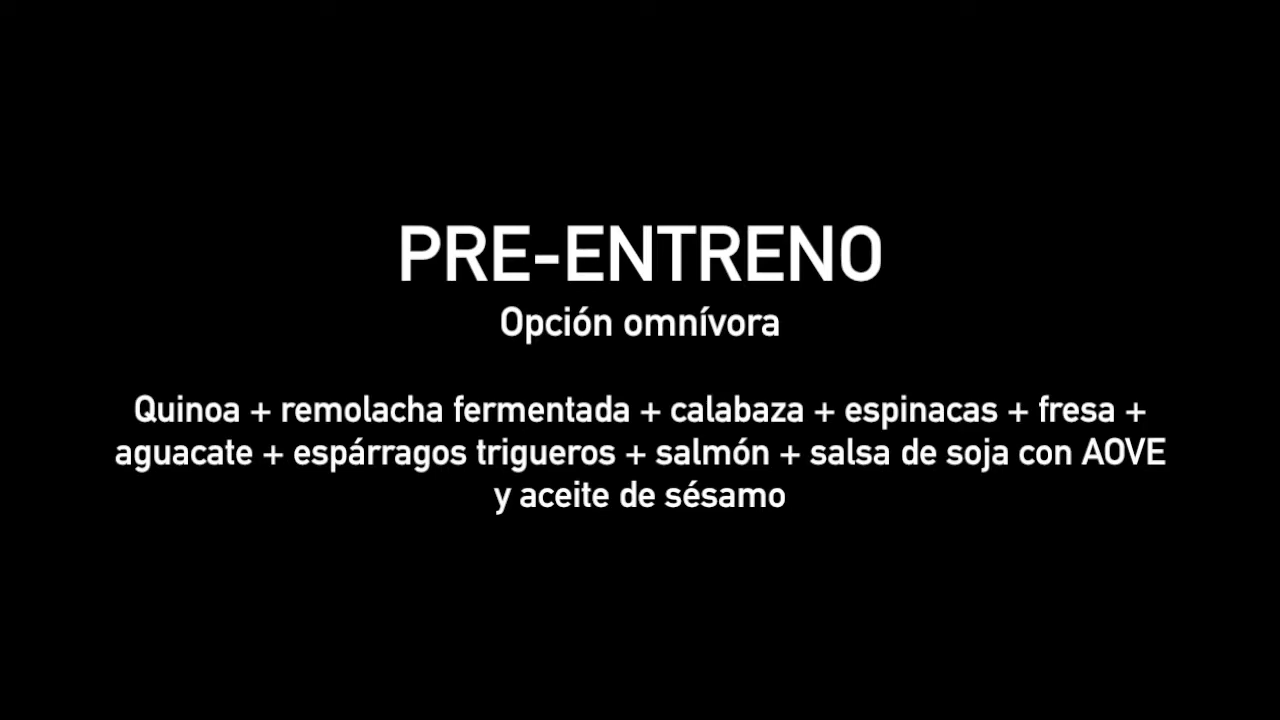 PRE-ENTRENO
Opción omnívora
Quinoa + remolacha fermentada + calabaza + espinacas + fresa +
aguacate + espárragos trigueros + salmón + salsa de soja con AOVE
y aceite de sésamo